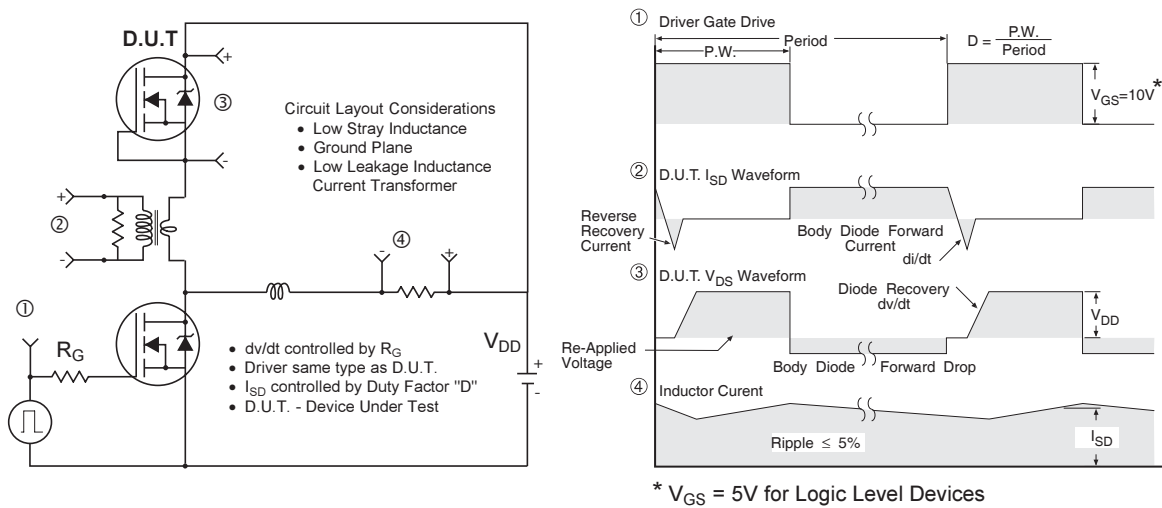 D.U.T
+
③
-
Circuit Layout Considerations
• Low Stray Inductance
• Ground Plane
• Low Leakage Inductance
Current Transformer
+
②
-
④
-
+
①
R_G
V_DD
+
-
• dv/dt controlled by R_G
• Driver same type as D.U.T.
• I_SD controlled by Duty Factor "D"
• D.U.T. - Device Under Test
① Driver Gate Drive
P.W.
Period
D = P.W. / Period
V_GS=10V*
② D.U.T. I_SD Waveform
Reverse
Recovery
Current
Body Diode Forward
Current
di/dt
③ D.U.T. V_DS Waveform
Diode Recovery
dv/dt
V_DD
Re-Applied
Voltage
Body Diode Forward Drop
④ Inductor Curent
Ripple ≤ 5%
I_SD
* V_GS = 5V for Logic Level Devices